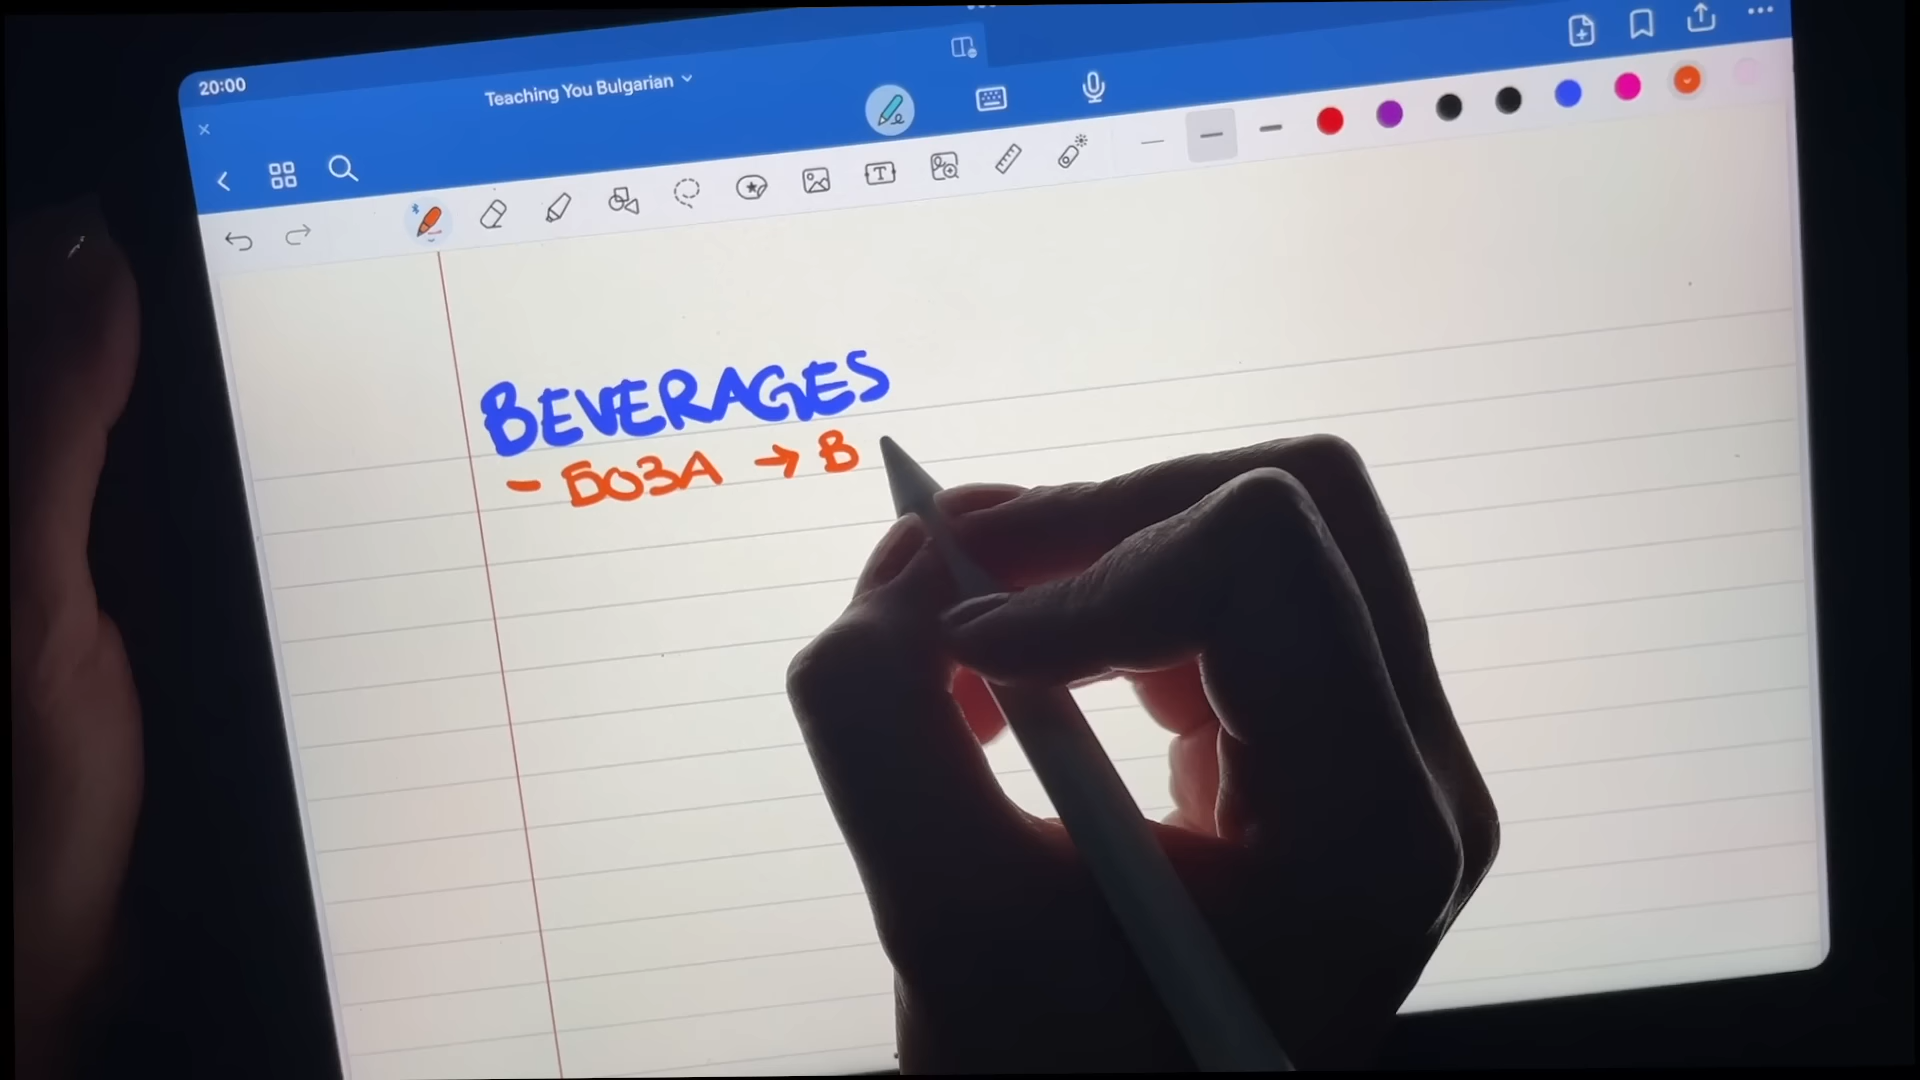 20:00
Teaching You Bulgarian
BEVERAGES
- БОЗА → B